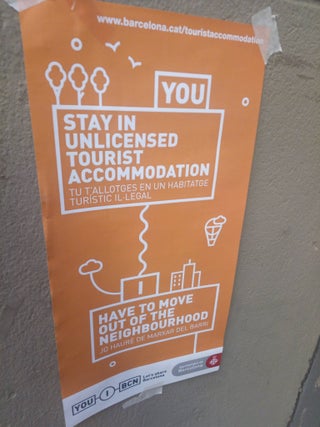 www.barcelona.cat/touristaccommodation
YOU
STAY IN
UNLICENSED
TOURIST
ACCOMMODATION
TU T'ALLOTGES EN UN HABITATGE
TURÍSTIC IL·LEGAL
I
HAVE TO MOVE
OUT OF THE
NEIGHBOURHOOD
JO HAURÉ DE MARXAR DEL BARRI
YOU I BCN
Let's share
Barcelona
Ajuntament de
Barcelona